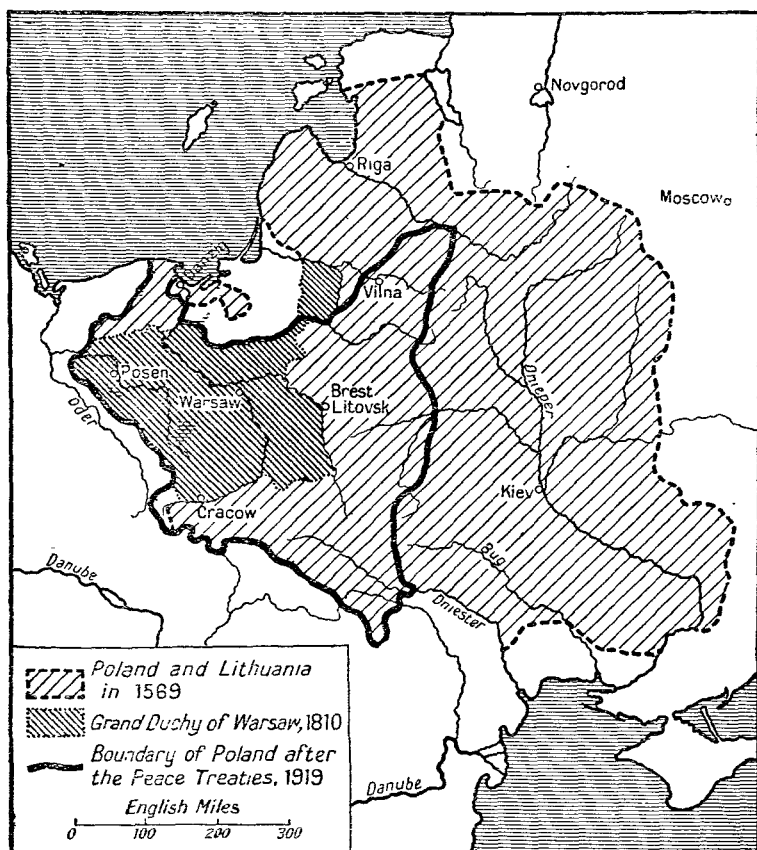 Novgorod
Moscow
Riga
Danzig
Vilna
Posen
Warsaw
Brest
Litovsk
Oder
Dnieper
Kiev
Cracow
Bug
Danube
Dniester
Poland and Lithuania
in 1569
Grand Duchy of Warsaw, 1810
Boundary of Poland after
the Peace Treaties, 1919
English Miles
0 100 200 300
Danube